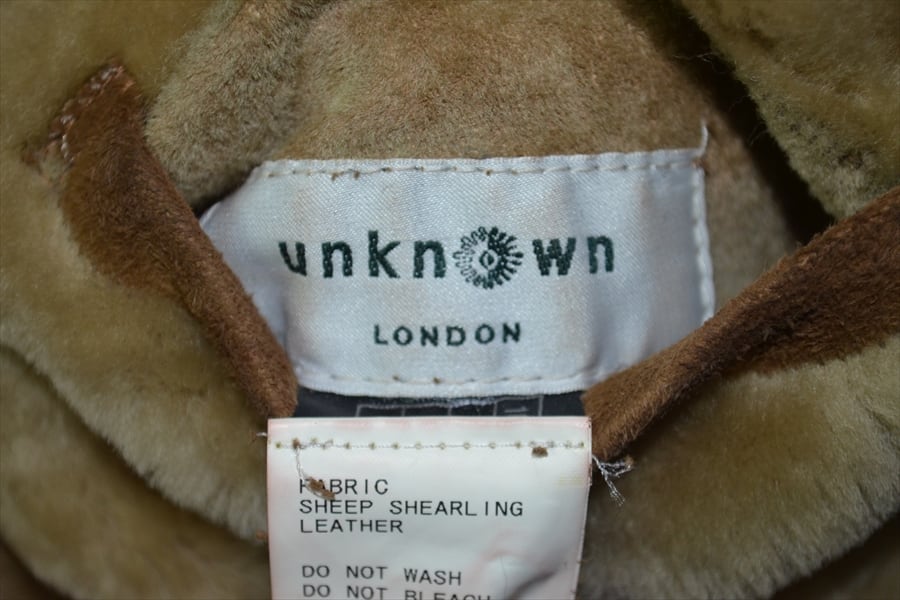 unknown
LONDON
FABRIC
SHEEP SHEARLING
LEATHER
DO NOT WASH
DO NOT BLEACH